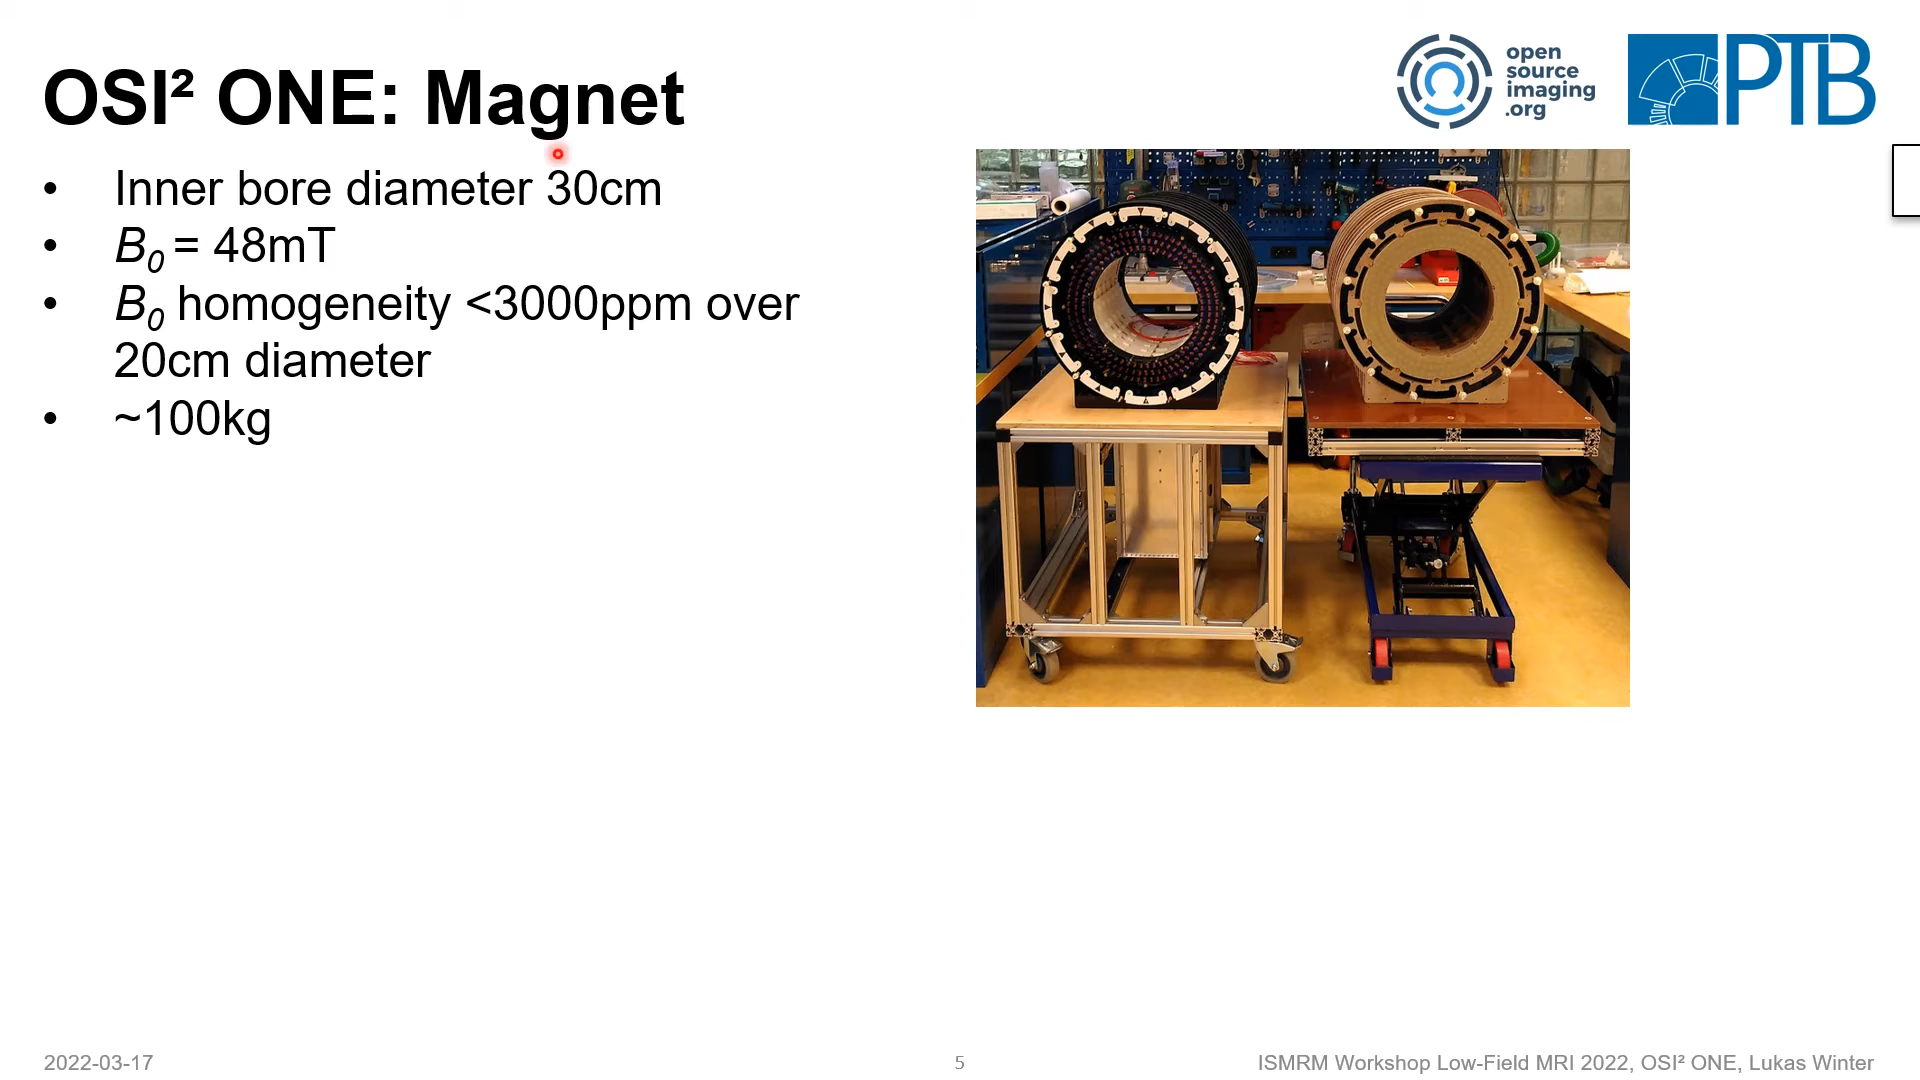 OSI² ONE: Magnet
open
source
imaging
.org
PTB
• Inner bore diameter 30cm
• B₀ = 48mT
• B₀ homogeneity <3000ppm over
20cm diameter
• ~100kg
2022-03-17
5
ISMRM Workshop Low-Field MRI 2022, OSI² ONE, Lukas Winter